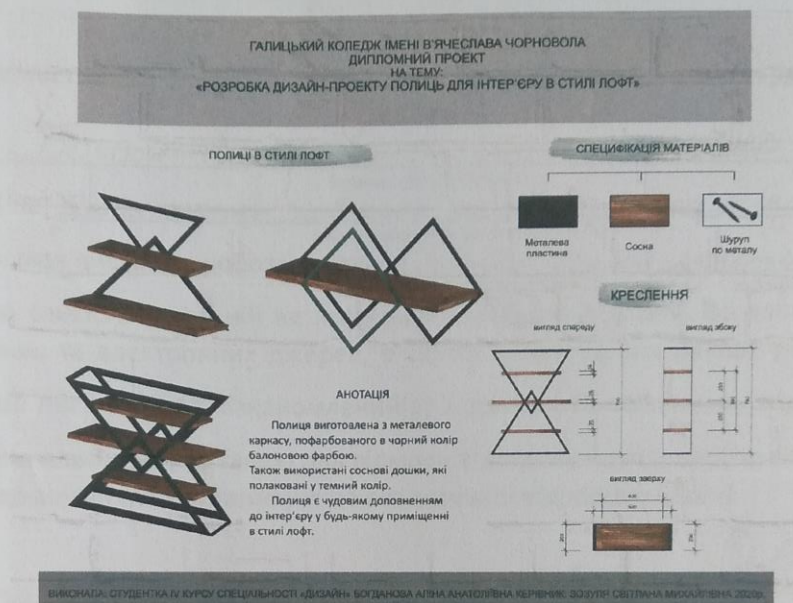 ГАЛИЦЬКИЙ КОЛЕДЖ ІМЕНІ В'ЯЧЕСЛАВА ЧОРНОВОЛА
ДИПЛОМНИЙ ПРОЕКТ
НА ТЕМУ:
«РОЗРОБКА ДИЗАЙН-ПРОЕКТУ ПОЛИЦЬ ДЛЯ ІНТЕР'ЄРУ В СТИЛІ ЛОФТ»
ПОЛИЦІ В СТИЛІ ЛОФТ
СПЕЦИФІКАЦІЯ МАТЕРІАЛІВ
Металева
пластина
Сосна
Шуруп
по металу
КРЕСЛЕННЯ
вигляд спереду
вигляд збоку
вигляд зверху
АНОТАЦІЯ
Полиця виготовлена з металевого
каркасу, пофарбованого в чорний колір
балоновою фарбою.
Також використані соснові дошки, які
полаковані у темний колір.
Полиця є чудовим доповненням
до інтер'єру у будь-якому приміщенні
в стилі лофт.
ВИКОНАЛА: СТУДЕНТКА IV КУРСУ СПЕЦІАЛЬНОСТІ «ДИЗАЙН» БОГДАНОВА АЛІНА АНАТОЛІЇВНА КЕРІВНИК: ЗОЗУЛЯ СВІТЛАНА МИХАЙЛІВНА 2020р.